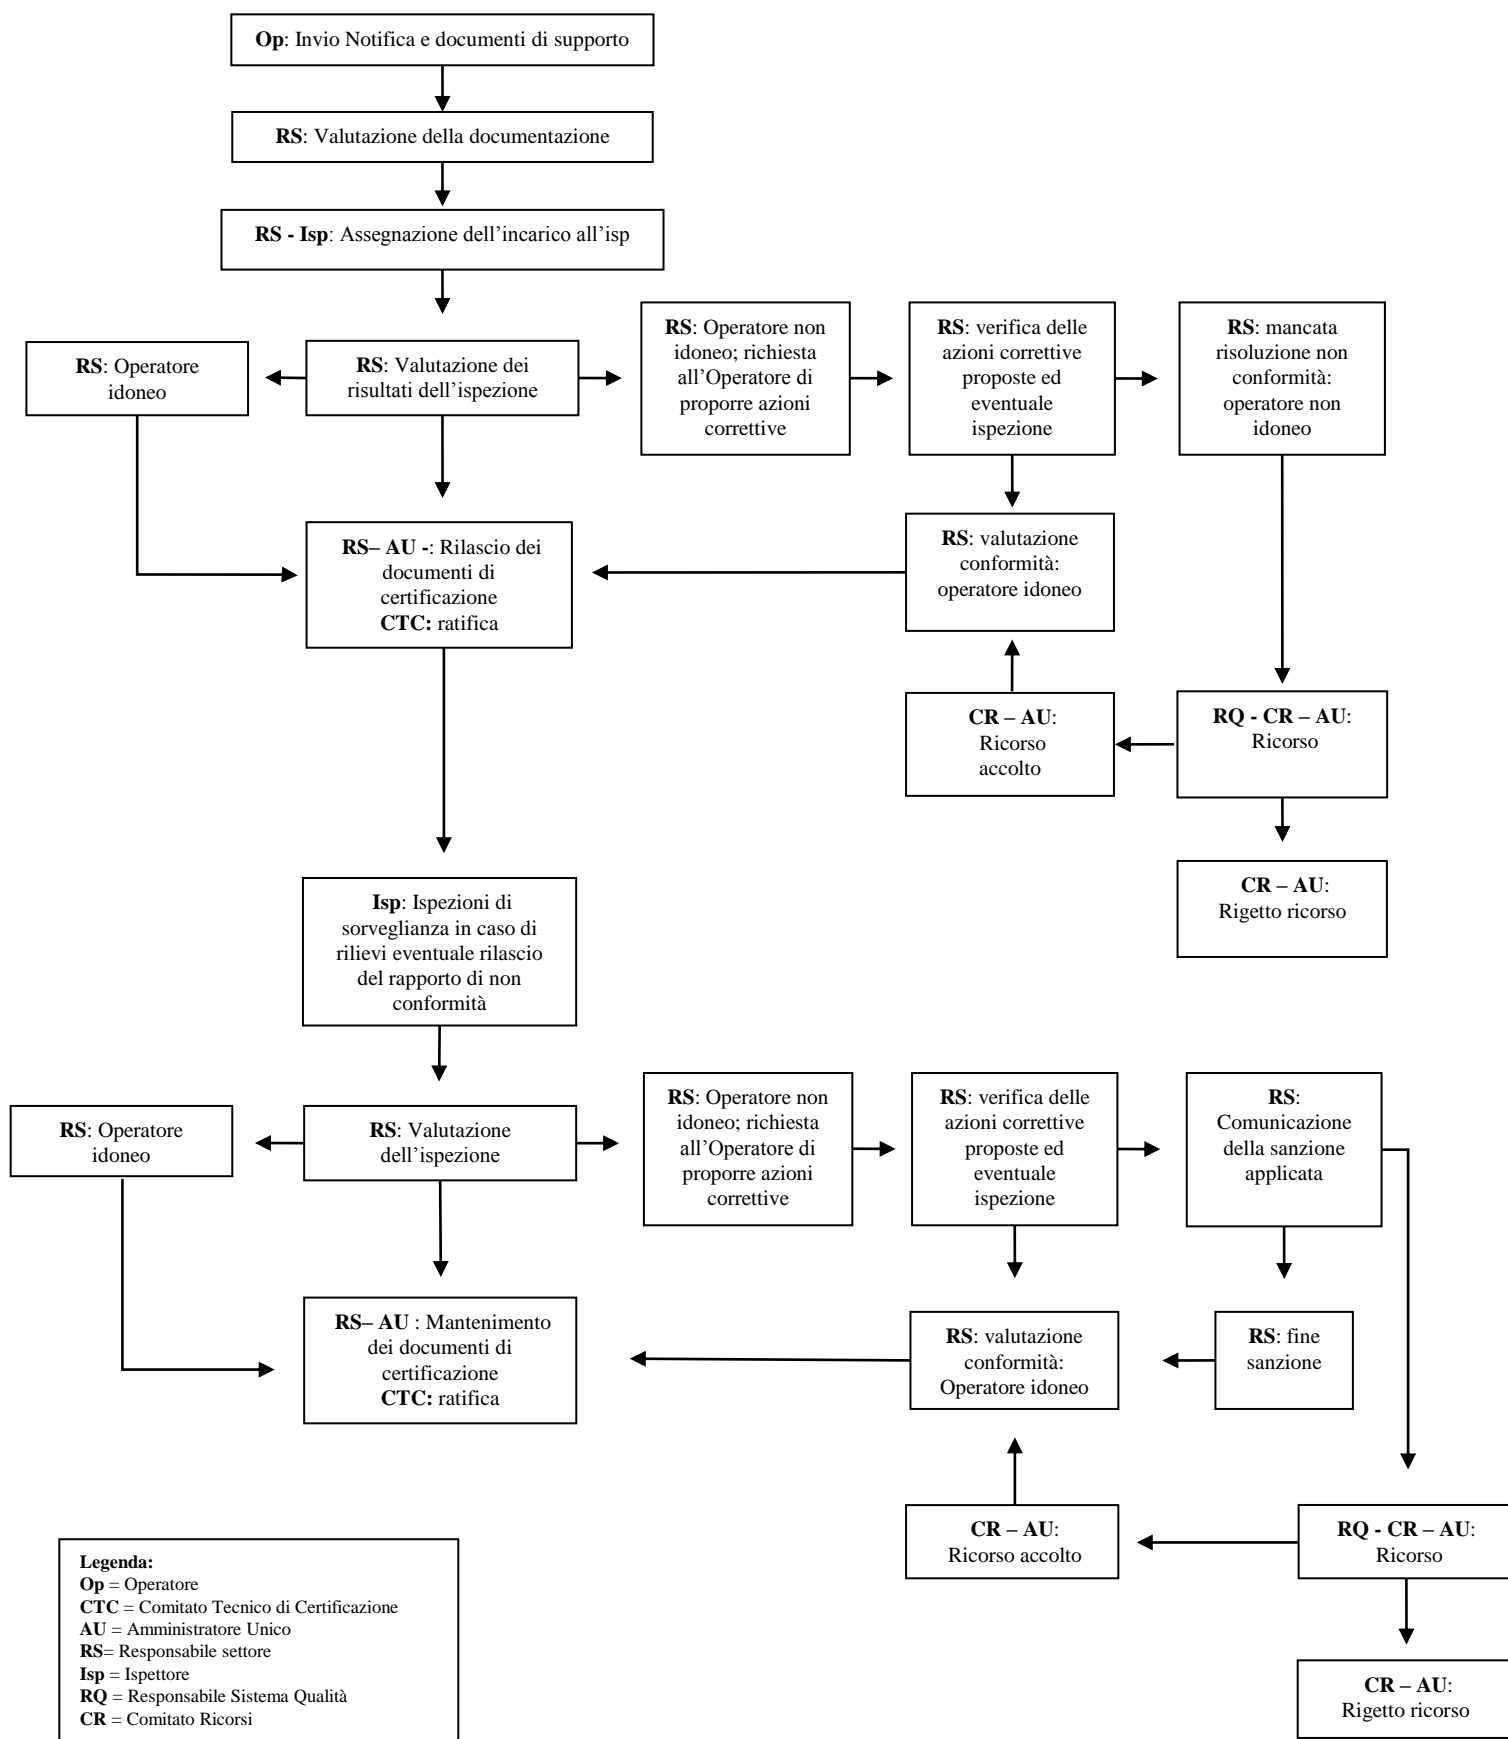 Op: Invio Notifica e documenti di supporto
RS: Valutazione della documentazione
RS - Isp: Assegnazione dell’incarico all’isp
RS: Operatore
idoneo
RS: Valutazione dei
risultati dell’ispezione
RS: Operatore non
idoneo; richiesta
all’Operatore di
proporre azioni
correttive
RS: verifica delle
azioni correttive
proposte ed
eventuale
ispezione
RS: mancata
risoluzione non
conformità:
operatore non
idoneo
RS– AU -: Rilascio dei
documenti di
certificazione
CTC: ratifica
RS: valutazione
conformità:
operatore idoneo
CR – AU:
Ricorso
accolto
RQ - CR – AU:
Ricorso
CR – AU:
Rigetto ricorso
Isp: Ispezioni di
sorveglianza in caso di
rilievi eventuale rilascio
del rapporto di non
conformità
RS: Operatore
idoneo
RS: Valutazione
dell’ispezione
RS: Operatore non
idoneo; richiesta
all’Operatore di
proporre azioni
correttive
RS: verifica delle
azioni correttive
proposte ed
eventuale
ispezione
RS:
Comunicazione
della sanzione
applicata
RS– AU : Mantenimento
dei documenti di
certificazione
CTC: ratifica
RS: valutazione
conformità:
Operatore idoneo
RS: fine
sanzione
CR – AU:
Ricorso accolto
RQ - CR – AU:
Ricorso
CR – AU:
Rigetto ricorso
Legenda:
Op = Operatore
CTC = Comitato Tecnico di Certificazione
AU = Amministratore Unico
RS= Responsabile settore
Isp = Ispettore
RQ = Responsabile Sistema Qualità
CR = Comitato Ricorsi